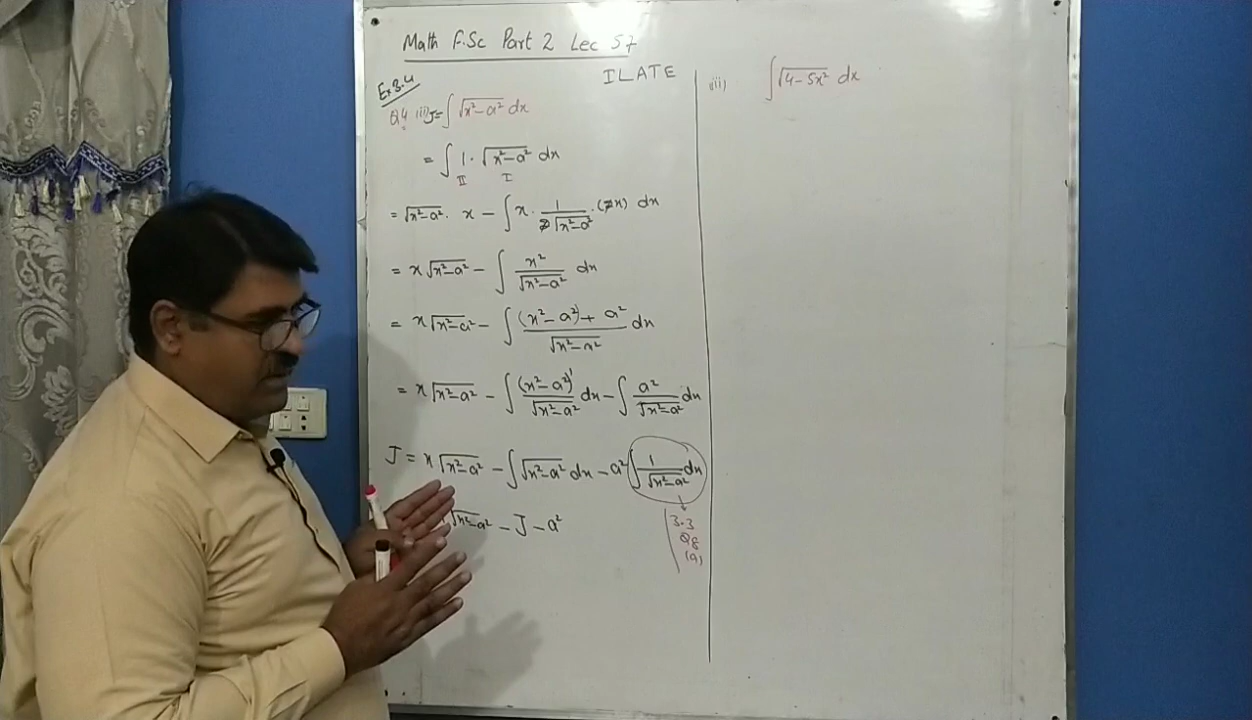 Math F.Sc Part 2 Lec 57
Ex 3.4
ILATE
Q4 ii) J = ∫ √(x²-a²) dx
= ∫ 1 · √(x²-a²) dx
II I
= √(x²-a²) · x - ∫ x · 1/(2√(x²-a²)) · (2x) dx
= x √(x²-a²) - ∫ x²/√(x²-a²) dx
= x √(x²-a²) - ∫ ((x²-a²) + a²)/√(x²-a²) dx
= x √(x²-a²) - ∫ (x²-a²)¹/√(x²-a²) dx - ∫ a²/√(x²-a²) dx
J = x √(x²-a²) - ∫ √(x²-a²) dx - a² ∫ 1/√(x²-a²) dx
√(x²-a²) - J - a²
3.3
Q8
(a)
iii) ∫ √(4-5x²) dx